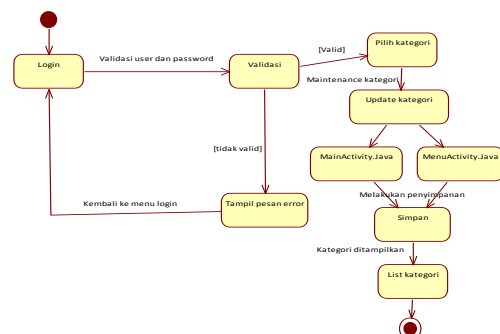 Pilih kategori
[Valid]
Validasi user dan password
Login
Validasi
Maintenance kategori
Update kategori
[tidak valid]
MainActivity.Java
MenuActivity.Java
Melakukan penyimpanan
Kembali ke menu login
Tampil pesan error
Simpan
Kategori ditampilkan
List kategori